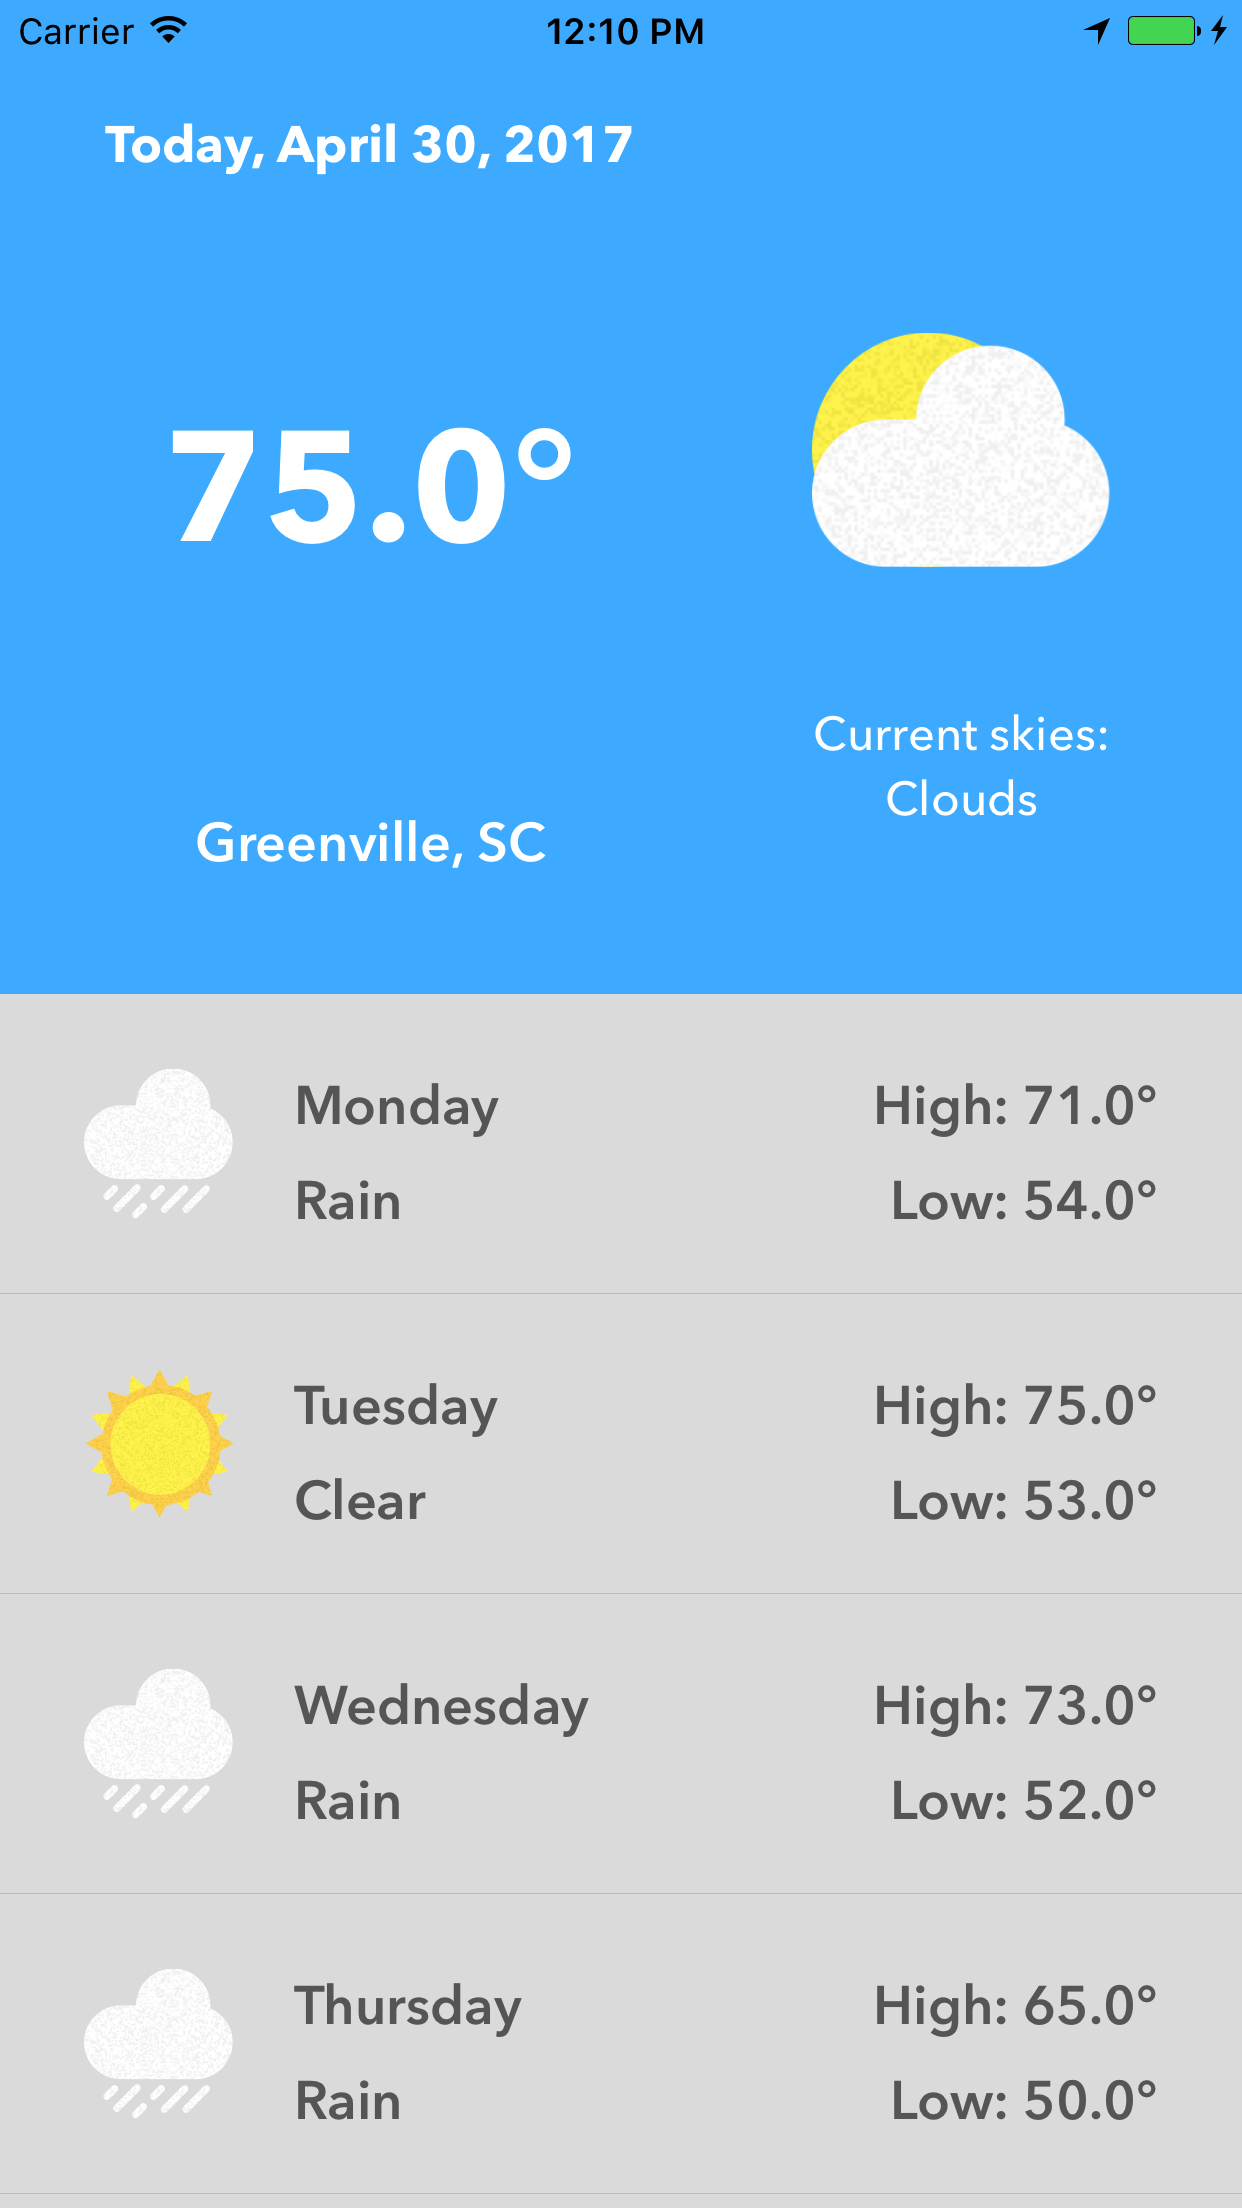 Carrier 12:10 PM
Today, April 30, 2017
75.0°
Current skies:
Clouds
Greenville, SC
Monday High: 71.0°
Rain Low: 54.0°
Tuesday High: 75.0°
Clear Low: 53.0°
Wednesday High: 73.0°
Rain Low: 52.0°
Thursday High: 65.0°
Rain Low: 50.0°